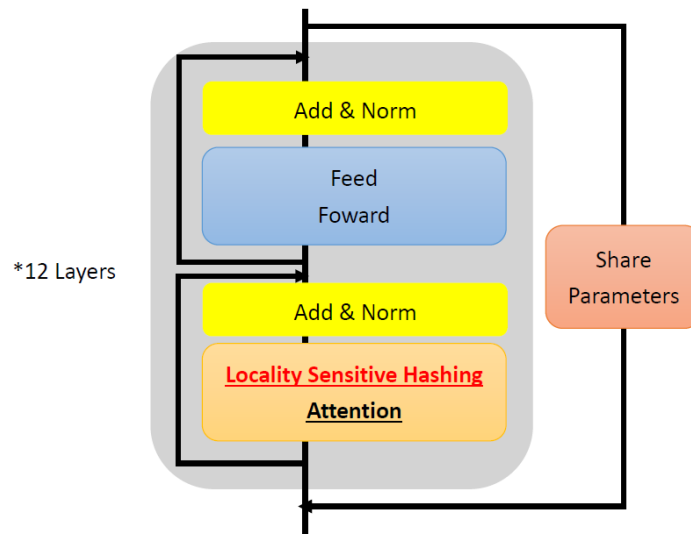 Add & Norm
Feed
Foward
*12 Layers
Share
Parameters
Add & Norm
Locality Sensitive Hashing
Attention